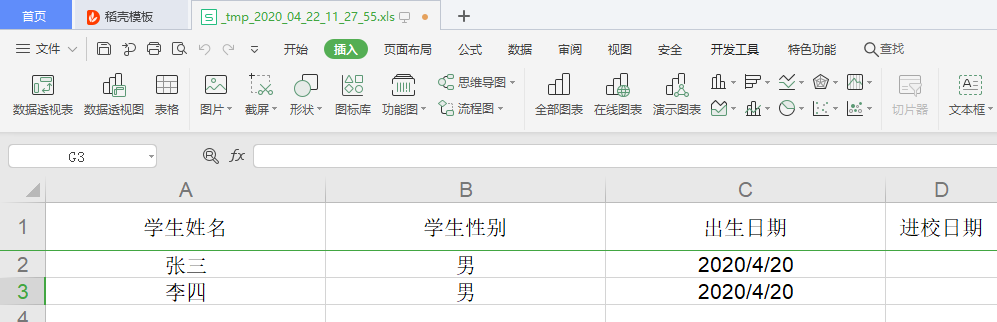 首页 稻壳模板 _tmp_2020_04_22_11_27_55.xls
文件 开始 插入 页面布局 公式 数据 审阅 视图 安全 开发工具 特色功能 查找
思维导图
数据透视表 数据透视图 表格 图片 截屏 形状 图标库 功能图 流程图 全部图表 在线图表 演示图表 切片器 文本框
G3 fx
A B C D
1 学生姓名 学生性别 出生日期 进校日期
2 张三 男 2020/4/20
3 李四 男 2020/4/20
4